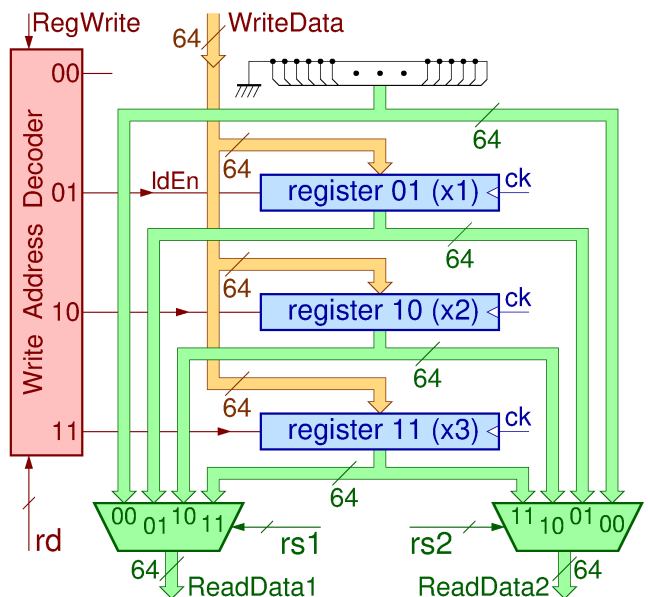 RegWrite
WriteData
64
00
64
Write Address Decoder
64
01
ldEn
register 01 (x1)
ck
64
64
10
register 10 (x2)
ck
64
64
11
register 11 (x3)
ck
64
00 01 10 11
11 10 01 00
rd
rs1
rs2
64
ReadData1
ReadData2
64